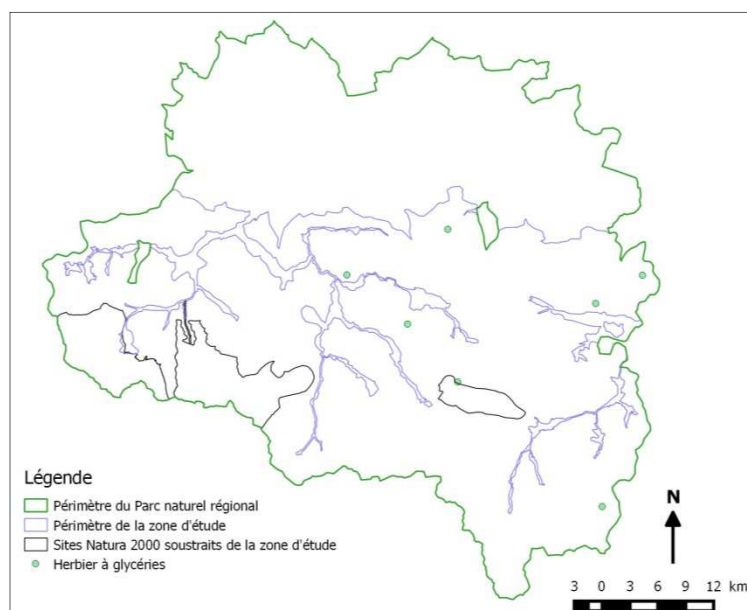 Légende
Périmètre du Parc naturel régional
Périmètre de la zone d'étude
Sites Natura 2000 soustraits de la zone d'étude
Herbier à glycéries
N
3 0 3 6 9 12 km